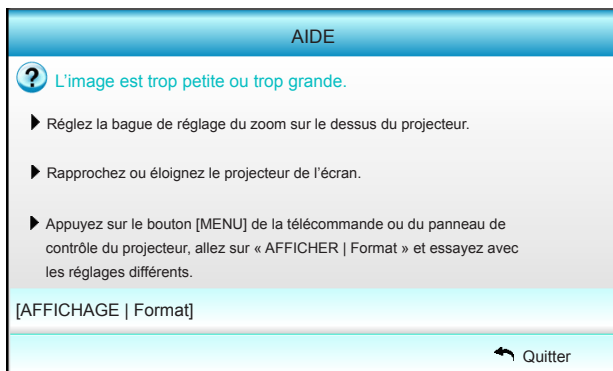 AIDE
L’image est trop petite ou trop grande.
Réglez la bague de réglage du zoom sur le dessus du projecteur.
Rapprochez ou éloignez le projecteur de l’écran.
Appuyez sur le bouton [MENU] de la télécommande ou du panneau de
contrôle du projecteur, allez sur « AFFICHER | Format » et essayez avec
les réglages différents.
[AFFICHAGE | Format]
Quitter